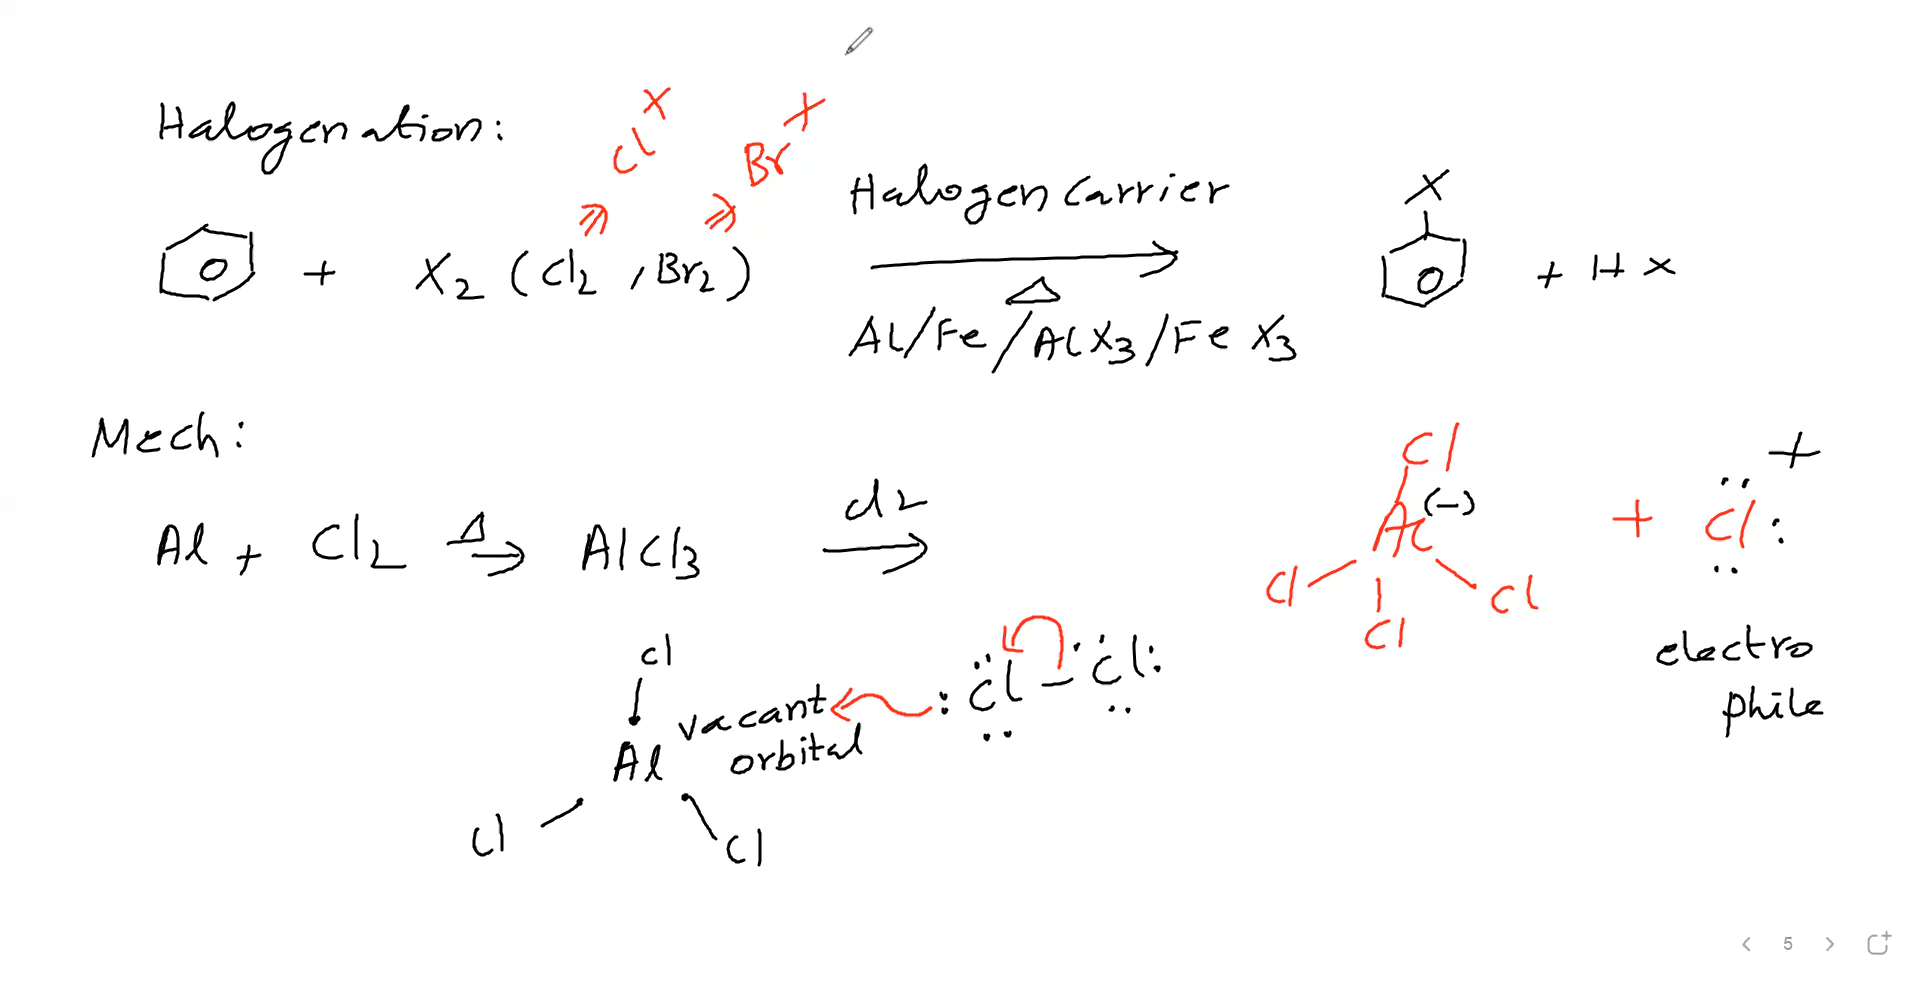 Halogenation:
Cl+
Br+
+ X2 (Cl2, Br2)
Halogen carrier
Δ
Al/Fe/AlX3/FeX3
X
+ HX
Mech:
Al + Cl2 Δ→ AlCl3
Cl2
→
Cl
Al(-)
Cl
Cl
Cl
+ :Cl: +
electro
phile
Cl
Al
Cl
Cl
vacant
orbital
:Cl–Cl:
5